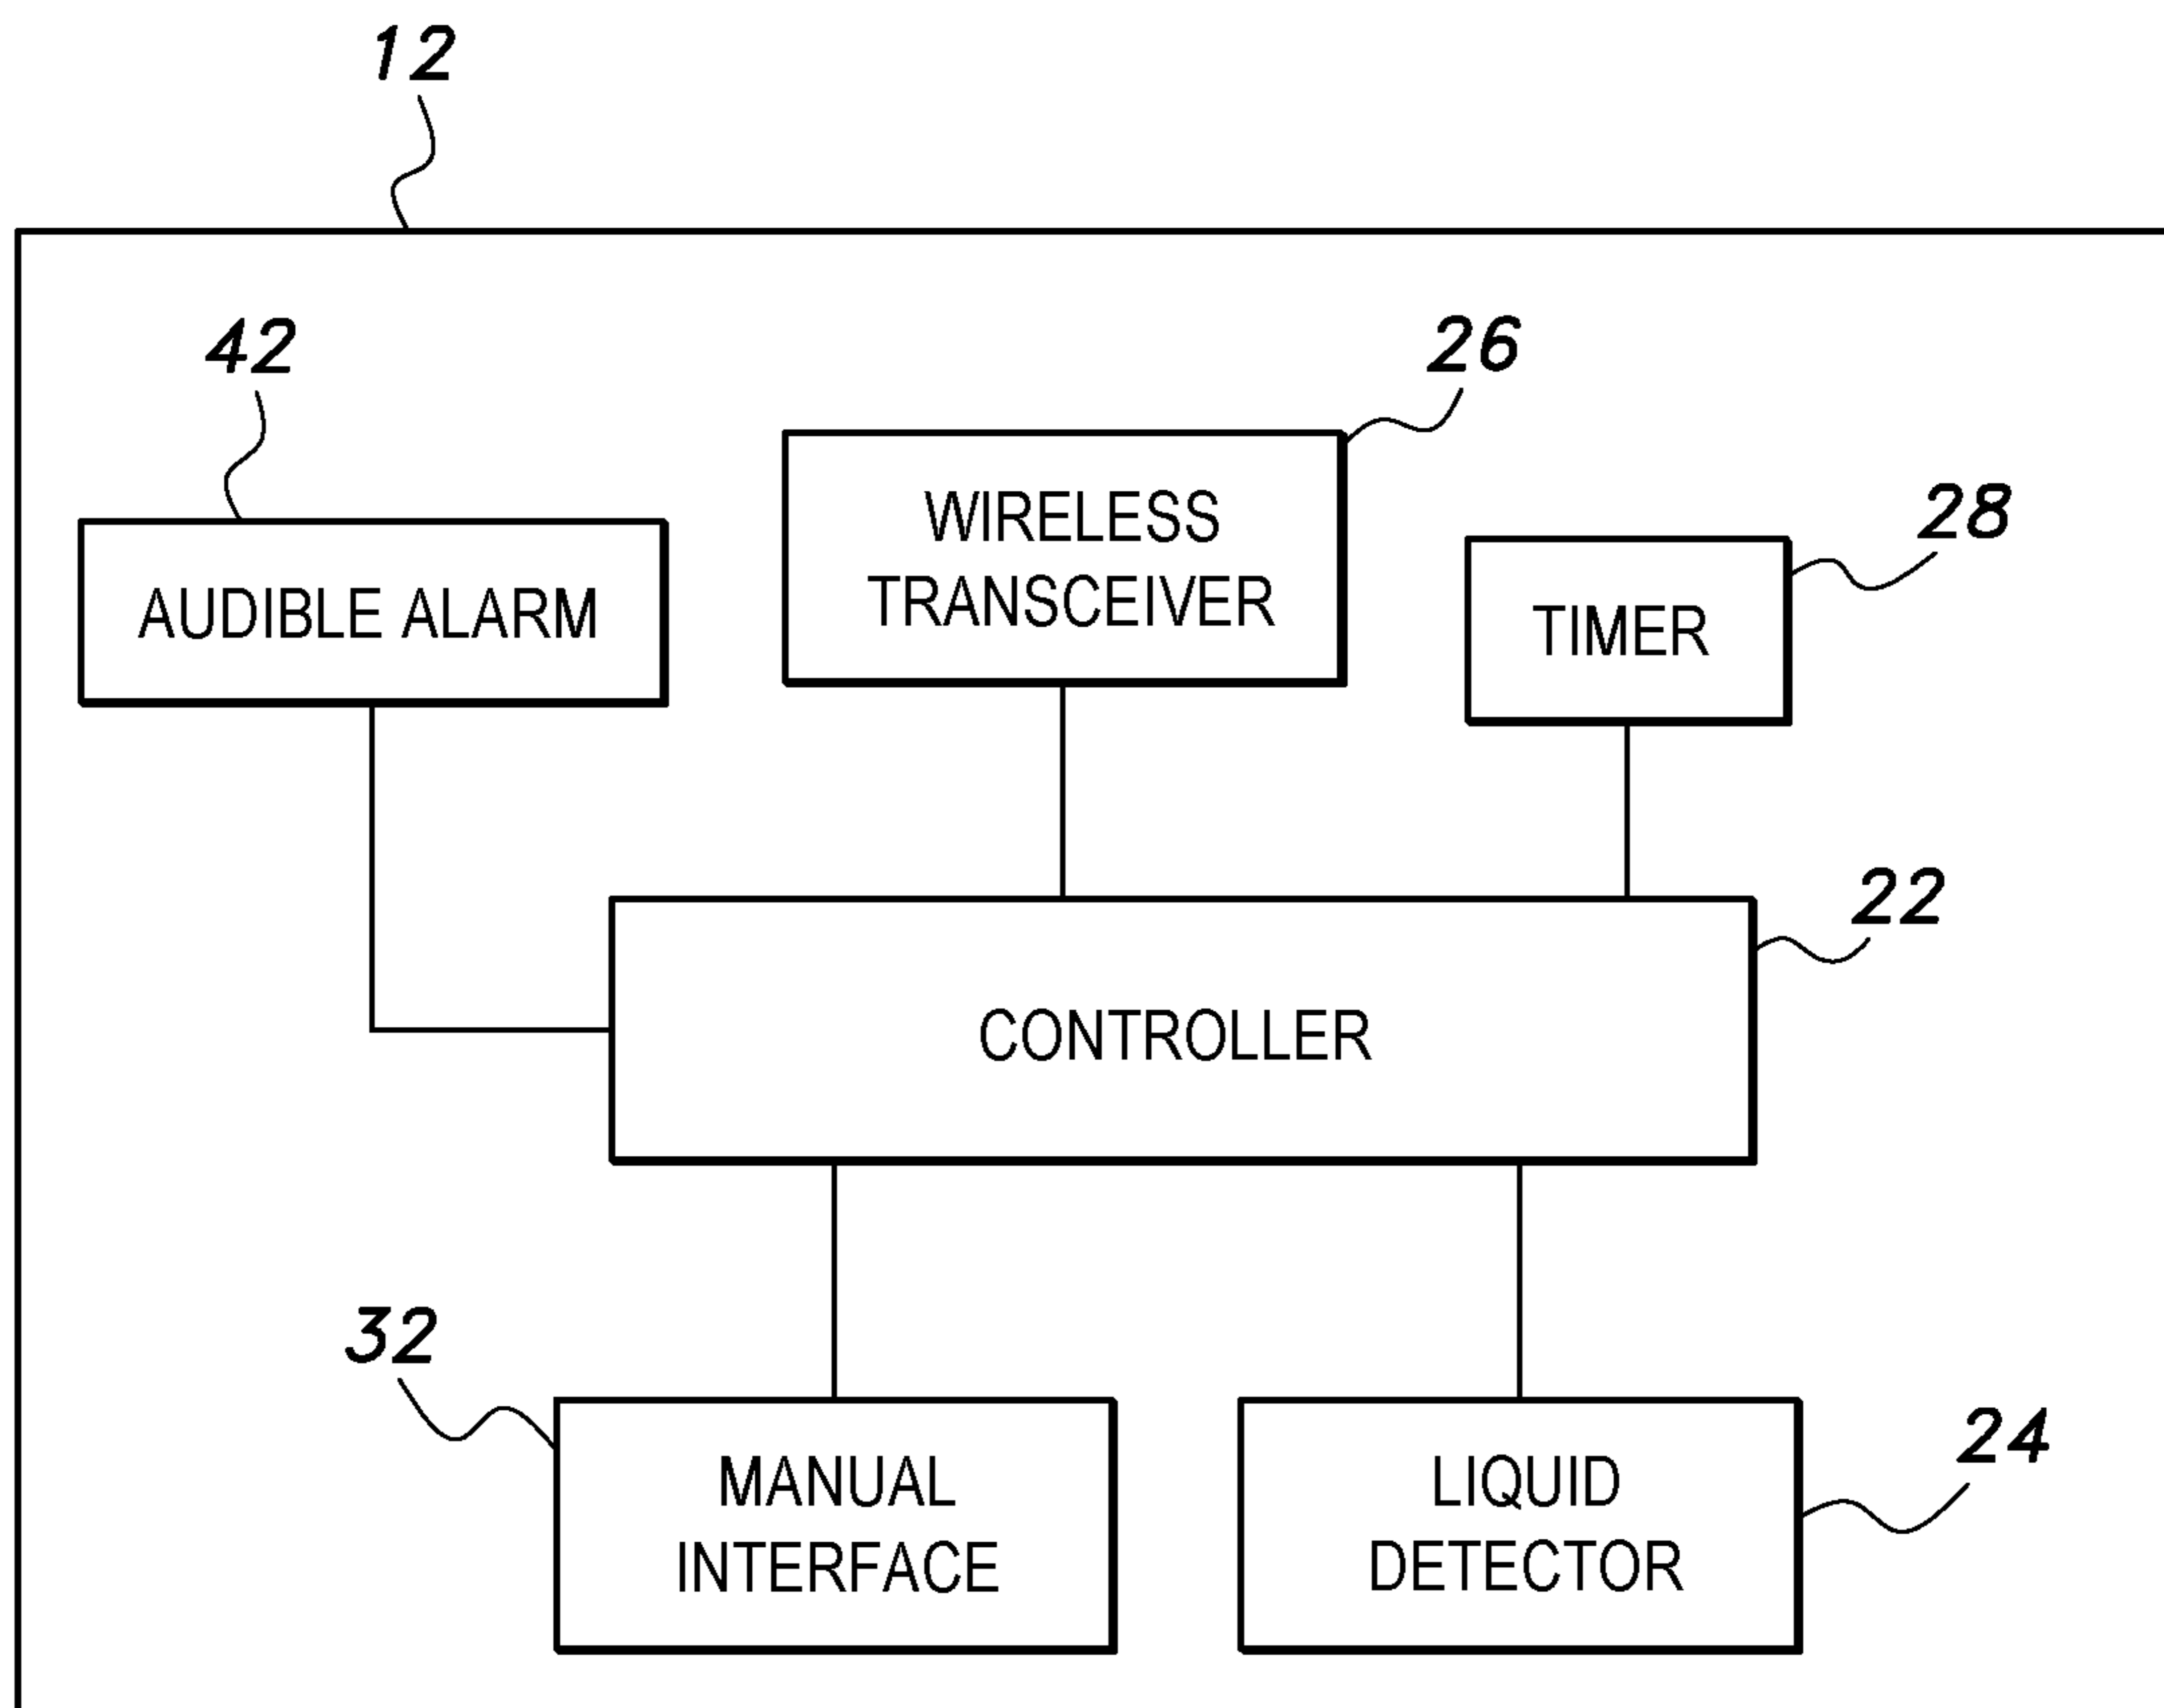 12
42
26
28
WIRELESS
TRANSCEIVER
AUDIBLE ALARM
TIMER
22
CONTROLLER
32
24
MANUAL
INTERFACE
LIQUID
DETECTOR